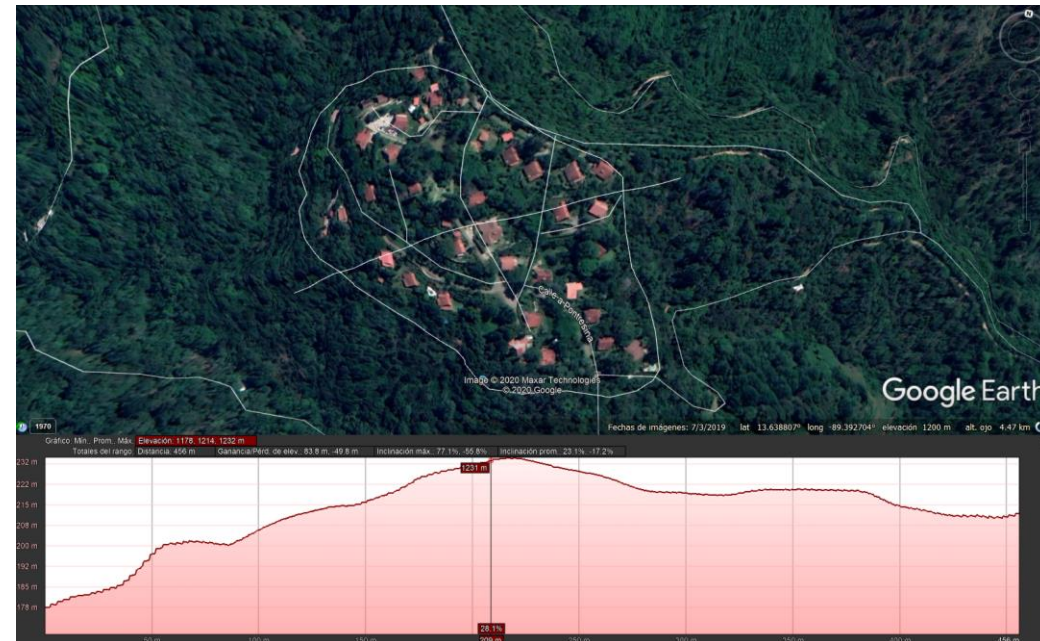 N
Calle a Pontresina
Image © 2020 Maxar Technologies
© 2020 Google
Google Earth
1970
Fechas de imágenes: 7/3/2019 lat 13.638807° long -89.392704° elevación 1200 m alt. ojo 4.47 km
Gráfico: Mín., Prom., Máx. Elevación: 1178, 1214, 1232 m
Totales del rango: Distancia: 456 m Ganancia/Pérd. de elev.: 83.8 m, -49.8 m Inclinación máx.: 77.1%, -55.8% Inclinación prom.: 23.1%, -17.2%
232 m
1231 m
222 m
215 m
208 m
200 m
192 m
185 m
178 m
28.1%
50 m 100 m 150 m 209 m 250 m 300 m 350 m 400 m 456 m